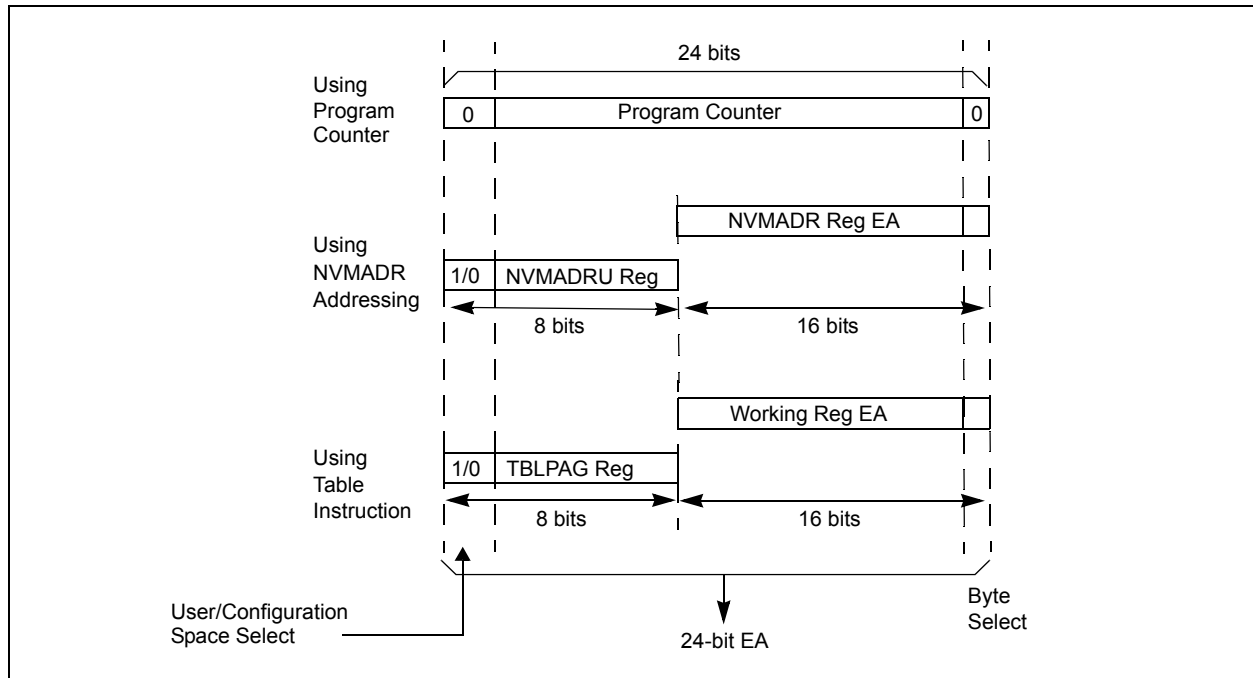 24 bits
Using
Program
Counter
0
Program Counter
0
NVMADR Reg EA
Using
NVMADR
Addressing
1/0
NVMADRU Reg
8 bits
16 bits
Working Reg EA
Using
Table
Instruction
1/0
TBLPAG Reg
8 bits
16 bits
User/Configuration
Space Select
24-bit EA
Byte
Select